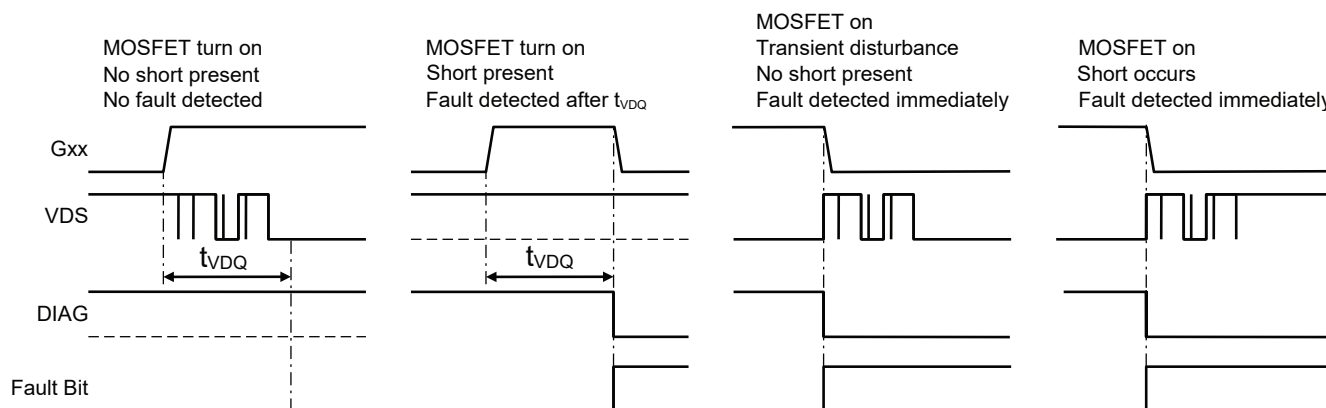 MOSFET turn on
No short present
No fault detected
MOSFET turn on
Short present
Fault detected after tVDQ
MOSFET on
Transient disturbance
No short present
Fault detected immediately
MOSFET on
Short occurs
Fault detected immediately
Gxx
VDS
tVDQ
tVDQ
DIAG
Fault Bit